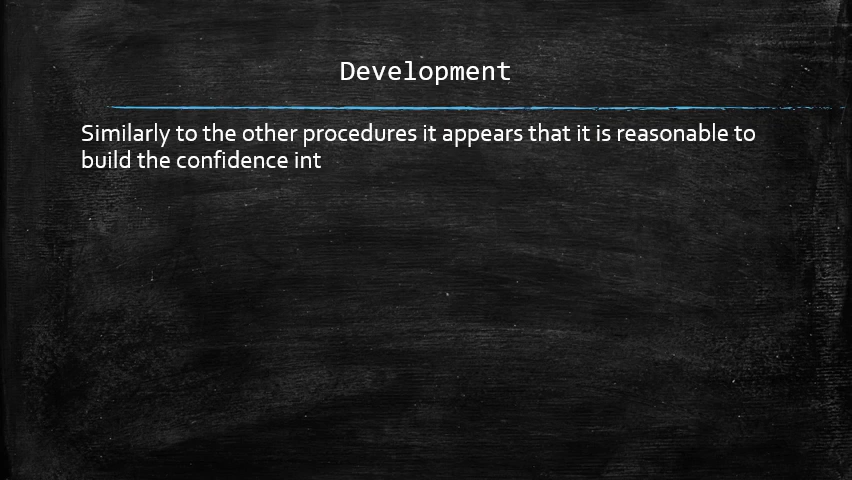 Development
Similarly to the other procedures it appears that it is reasonable to
build the confidence int